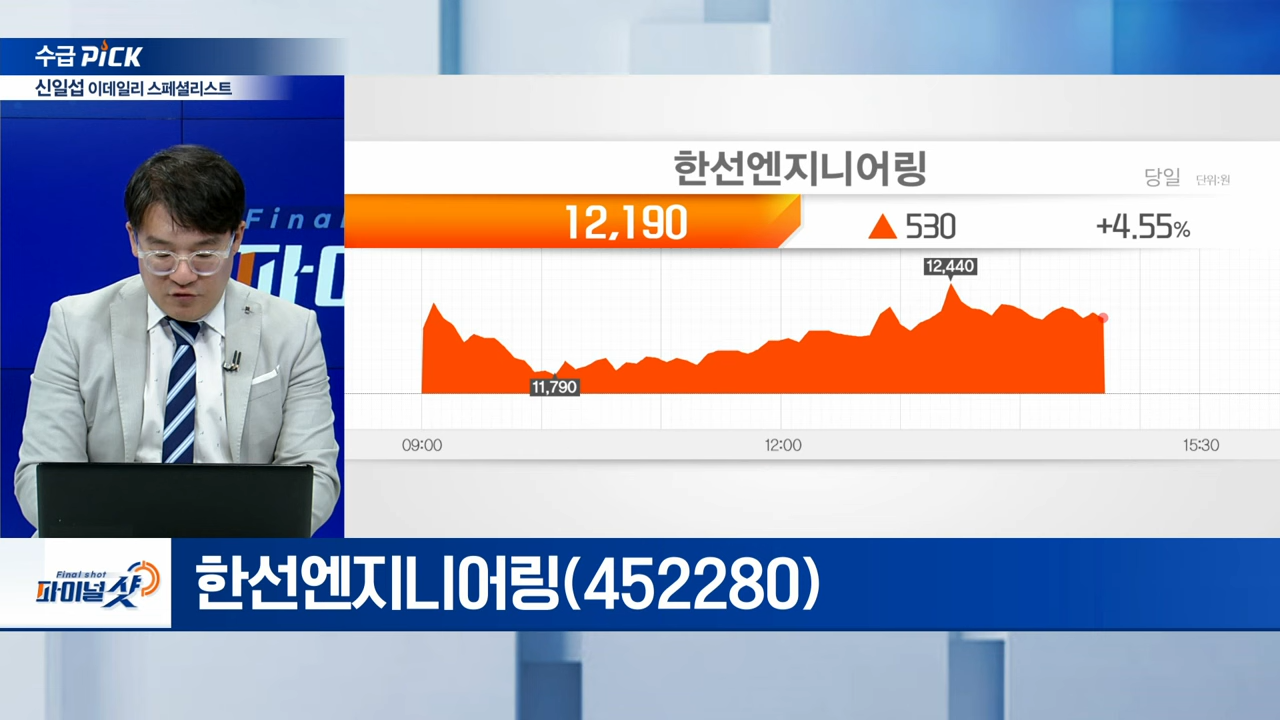 수급 PiCK
신일섭 이데일리 스페셜리스트
Final
파이
한선엔지니어링
당일 단위:원
12,190 ▲ 530 +4.55%
12,440
11,790
09:00 12:00 15:30
Final shot
파이널샷
한선엔지니어링(452280)